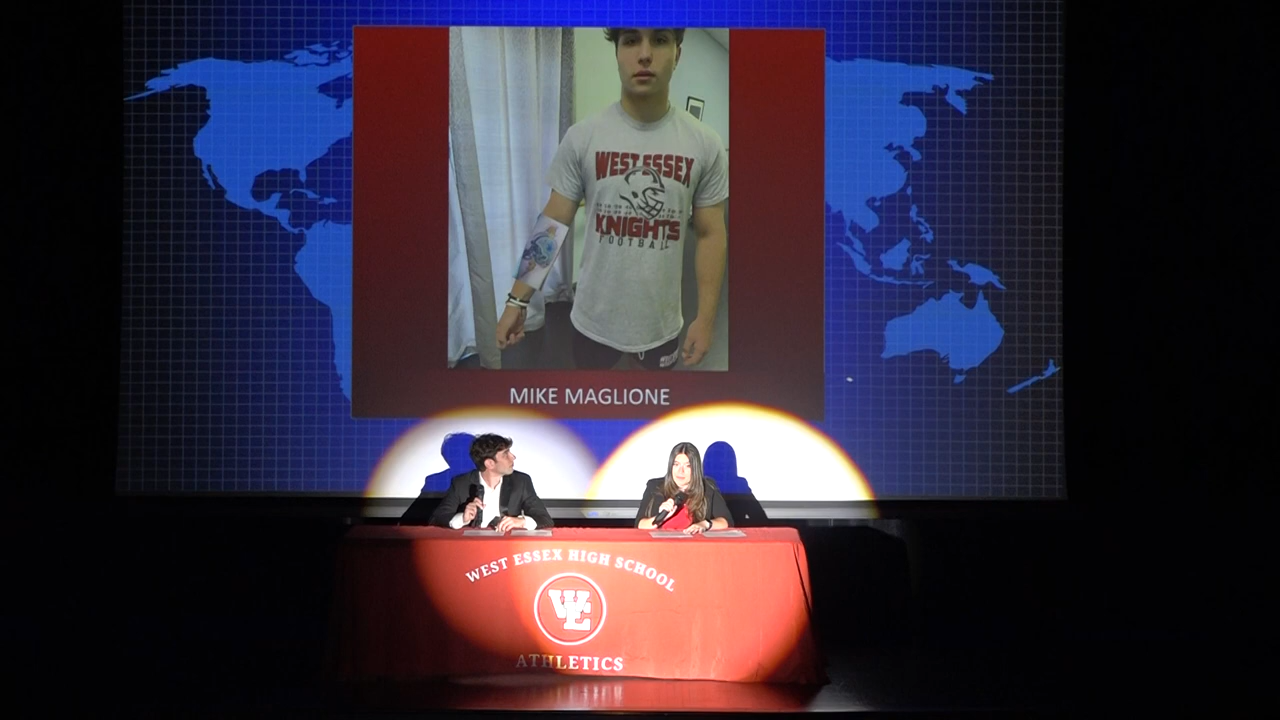 WEST ESSEX
KNIGHTS
FOOTBALL
MIKE MAGLIONE
WEST ESSEX HIGH SCHOOL
WE
ATHLETICS